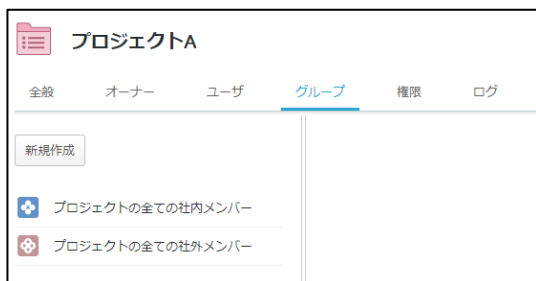 プロジェクトA
全般 オーナー ユーザ グループ 権限 ログ
新規作成
プロジェクトの全ての社内メンバー
プロジェクトの全ての社外メンバー